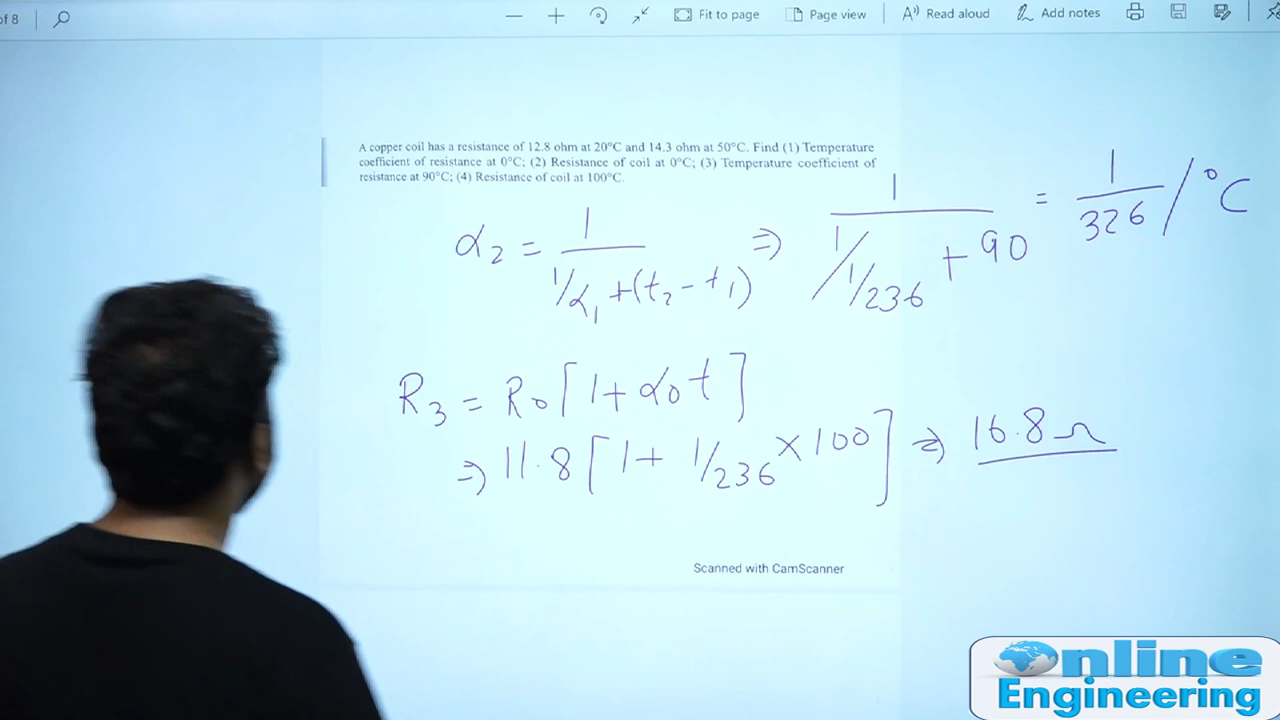 of 8
Fit to page
Page view
A)) Read aloud
Add notes
A copper coil has a resistance of 12.8 ohm at 20°C and 14.3 ohm at 50°C. Find (1) Temperature
coefficient of resistance at 0°C; (2) Resistance of coil at 0°C; (3) Temperature coefficient of
resistance at 90°C; (4) Resistance of coil at 100°C.
α₂ = 1 / (1/α₁ + (t₂ - t₁)) ⇒ 1 / (1/1/236 + 90) = 1/326 /°C
R₃ = R₀ [1 + α₀t]
⇒ 11.8 [1 + 1/236 × 100] ⇒ 16.8 Ω
Scanned with CamScanner
Online
Engineering